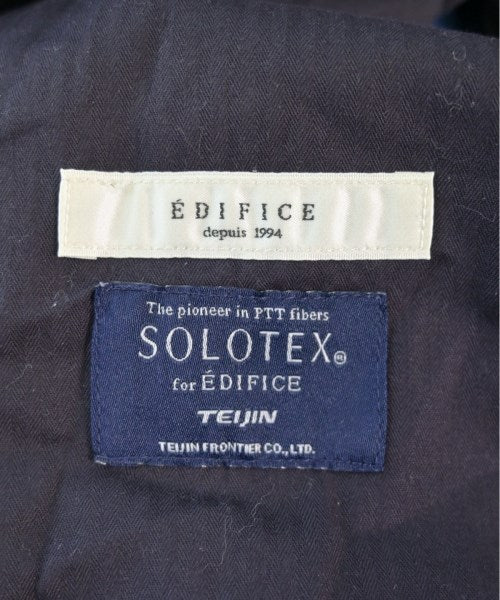 ÉDIFICE
depuis 1994
The pioneer in PTT fibers
SOLOTEX®
for ÉDIFICE
TEIJIN
TEIJIN FRONTIER CO., LTD.